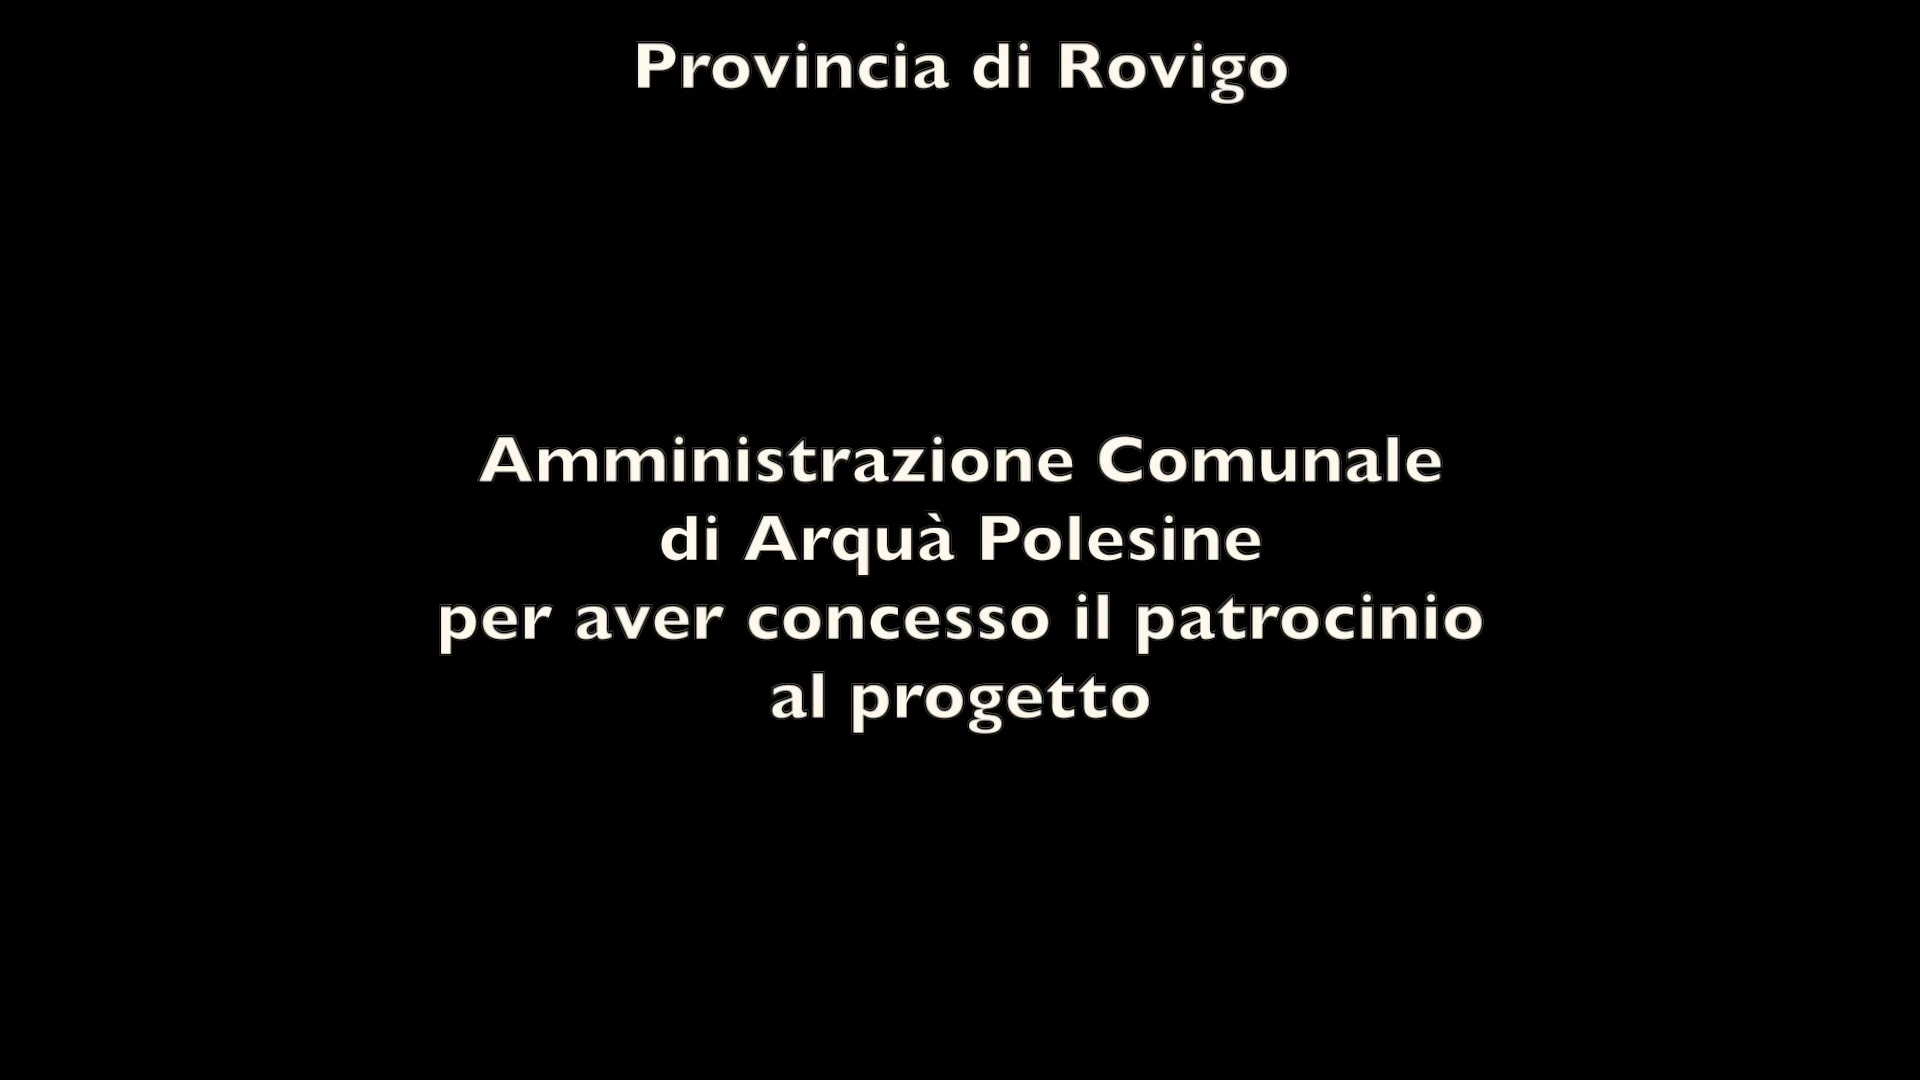 Provincia di Rovigo
Amministrazione Comunale
di Arquà Polesine
per aver concesso il patrocinio
al progetto